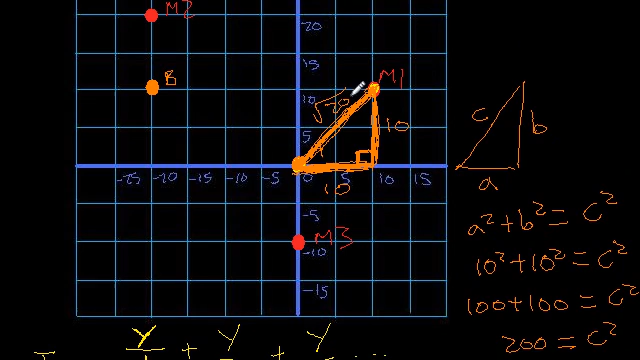 M2
20
15
B
M1
10
10
5
-25 -20 -15 -10 -5 0 5 10 15
10
-5
M3
-10
-15
c
b
a
a² + b² = c²
10² + 10² = c²
100 + 100 = c²
200 = c²
Y + Y + Y ...